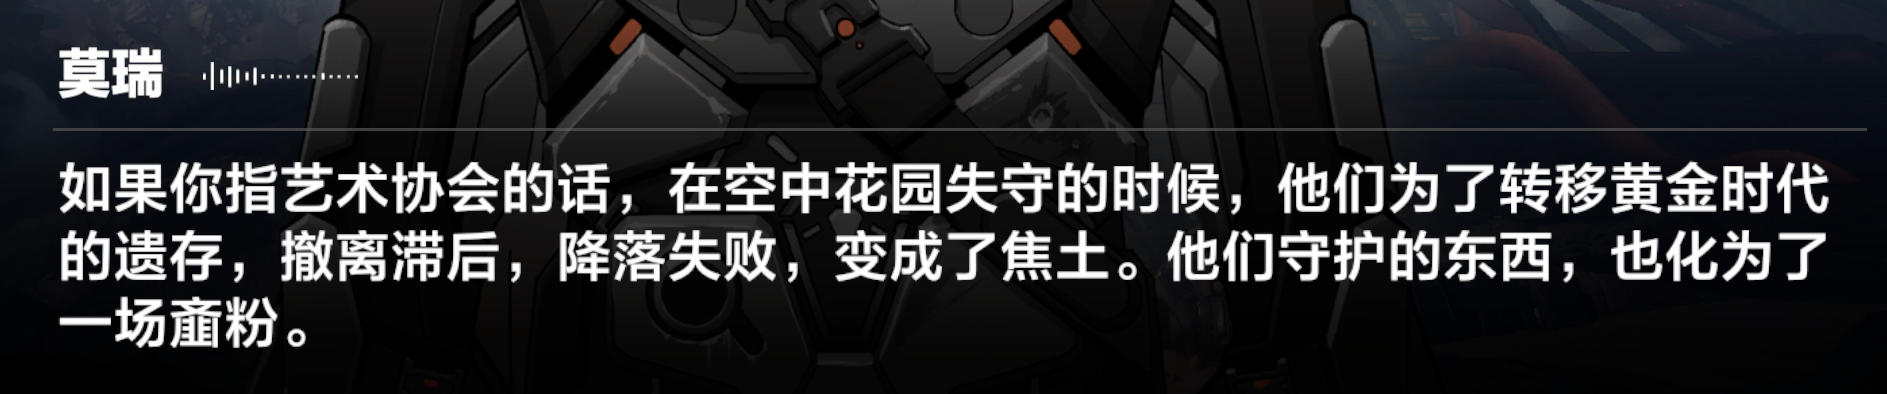 莫瑞
如果你指艺术协会的话，在空中花园失守的时候，他们为了转移黄金时代
的遗存，撤离滞后，降落失败，变成了焦土。他们守护的东西，也化为了
一场齑粉。